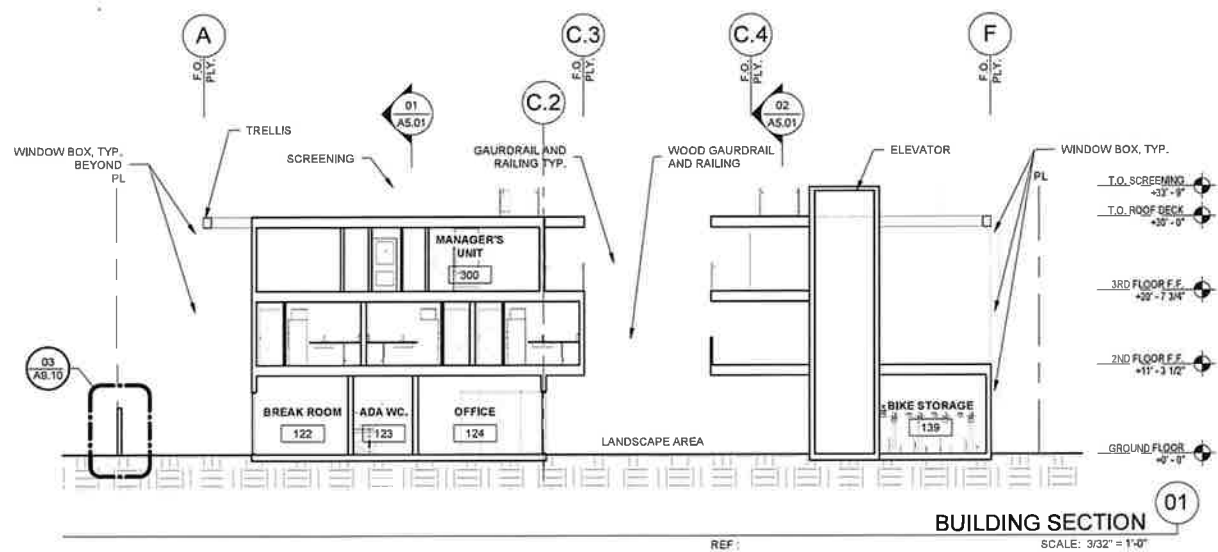 A
C.3
C.4
F
F.O.
PLY.
F.O.
PLY.
F.O.
PLY.
F.O.
PLY.
C.2
01
A5.01
02
A5.01
TRELLIS
WINDOW BOX, TYP.
BEYOND
PL
SCREENING
GAURDRAIL AND
RAILING TYP.
WOOD GAURDRAIL
AND RAILING
ELEVATOR
WINDOW BOX, TYP.
PL
T.O. SCREENING
+33' - 9"
T.O. ROOF DECK
+30' - 0"
MANAGER'S
UNIT
300
3RD FLOOR F.F.
+20' - 7 3/4"
2ND FLOOR F.F.
+11' - 3 1/2"
03
A8.10
BREAK ROOM
122
ADA WC.
123
OFFICE
124
BIKE STORAGE
139
LANDSCAPE AREA
GROUND FLOOR
+0' - 0"
BUILDING SECTION
01
REF :
SCALE: 3/32" = 1'-0"